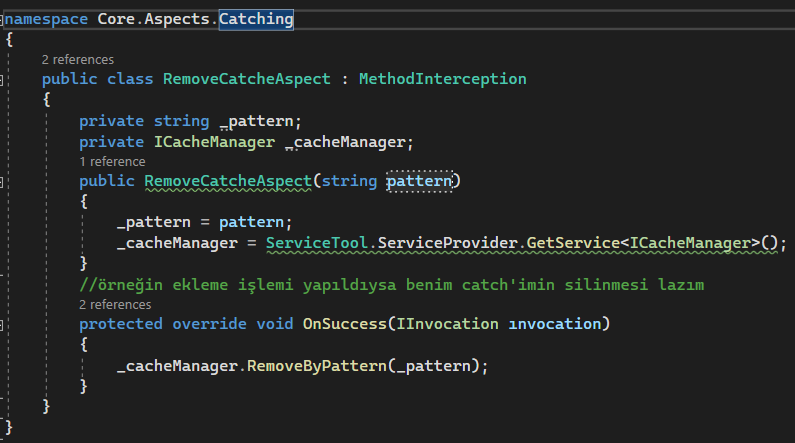 namespace Core.Aspects.Catching
{
2 references
public class RemoveCatcheAspect : MethodInterception
{
private string _pattern;
private ICacheManager _cacheManager;
1 reference
public RemoveCatcheAspect(string pattern)
{
_pattern = pattern;
_cacheManager = ServiceTool.ServiceProvider.GetService<ICacheManager>();
}
//örneğin ekleme işlemi yapıldıysa benim catch'imin silinmesi lazım
2 references
protected override void OnSuccess(IInvocation ınvocation)
{
_cacheManager.RemoveByPattern(_pattern);
}
}
}